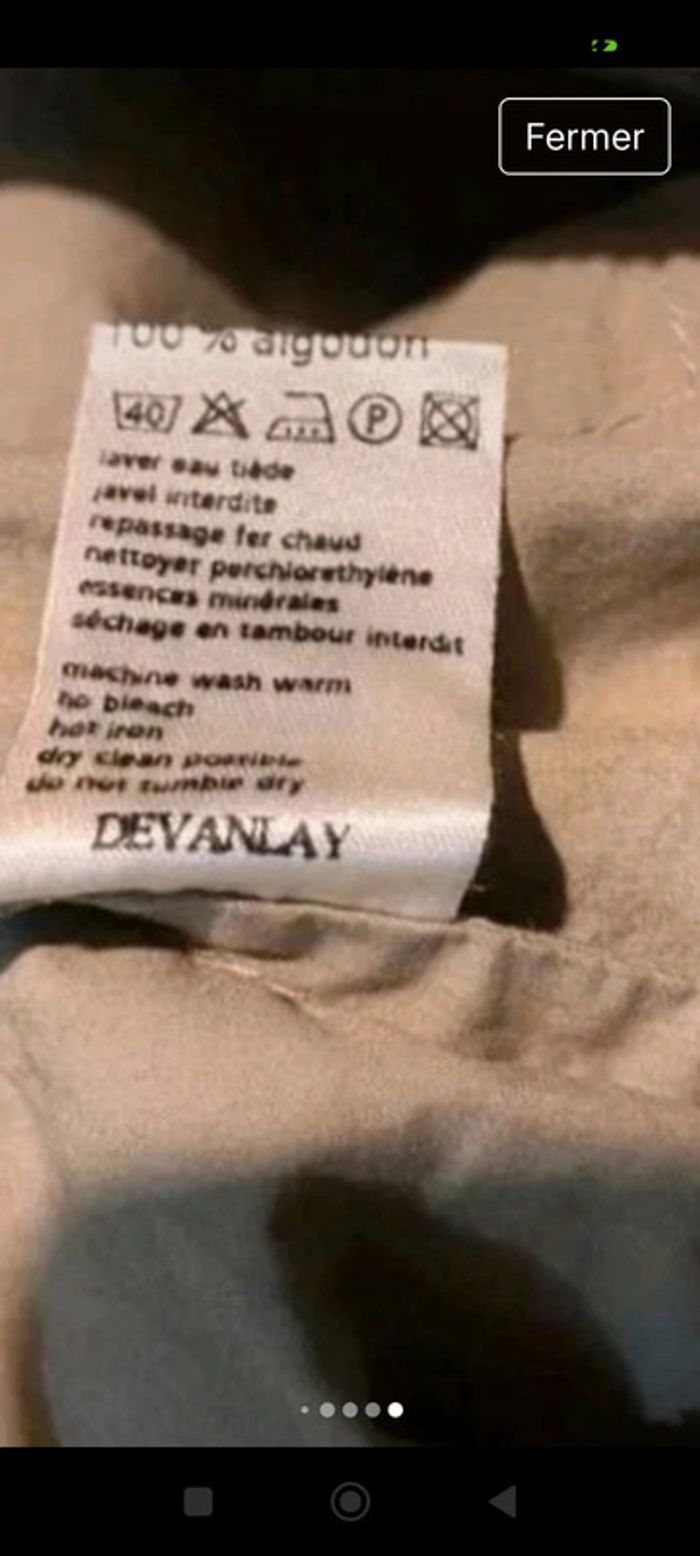 Fermer
100 % algodon
40
P
laver eau tiède
javel interdite
repassage fer chaud
nettoyer perchlorethylène
essences minérales
séchage en tambour interdit
machine wash warm
no bleach
hot iron
dry clean possible
do not tumble dry
DEVANLAY